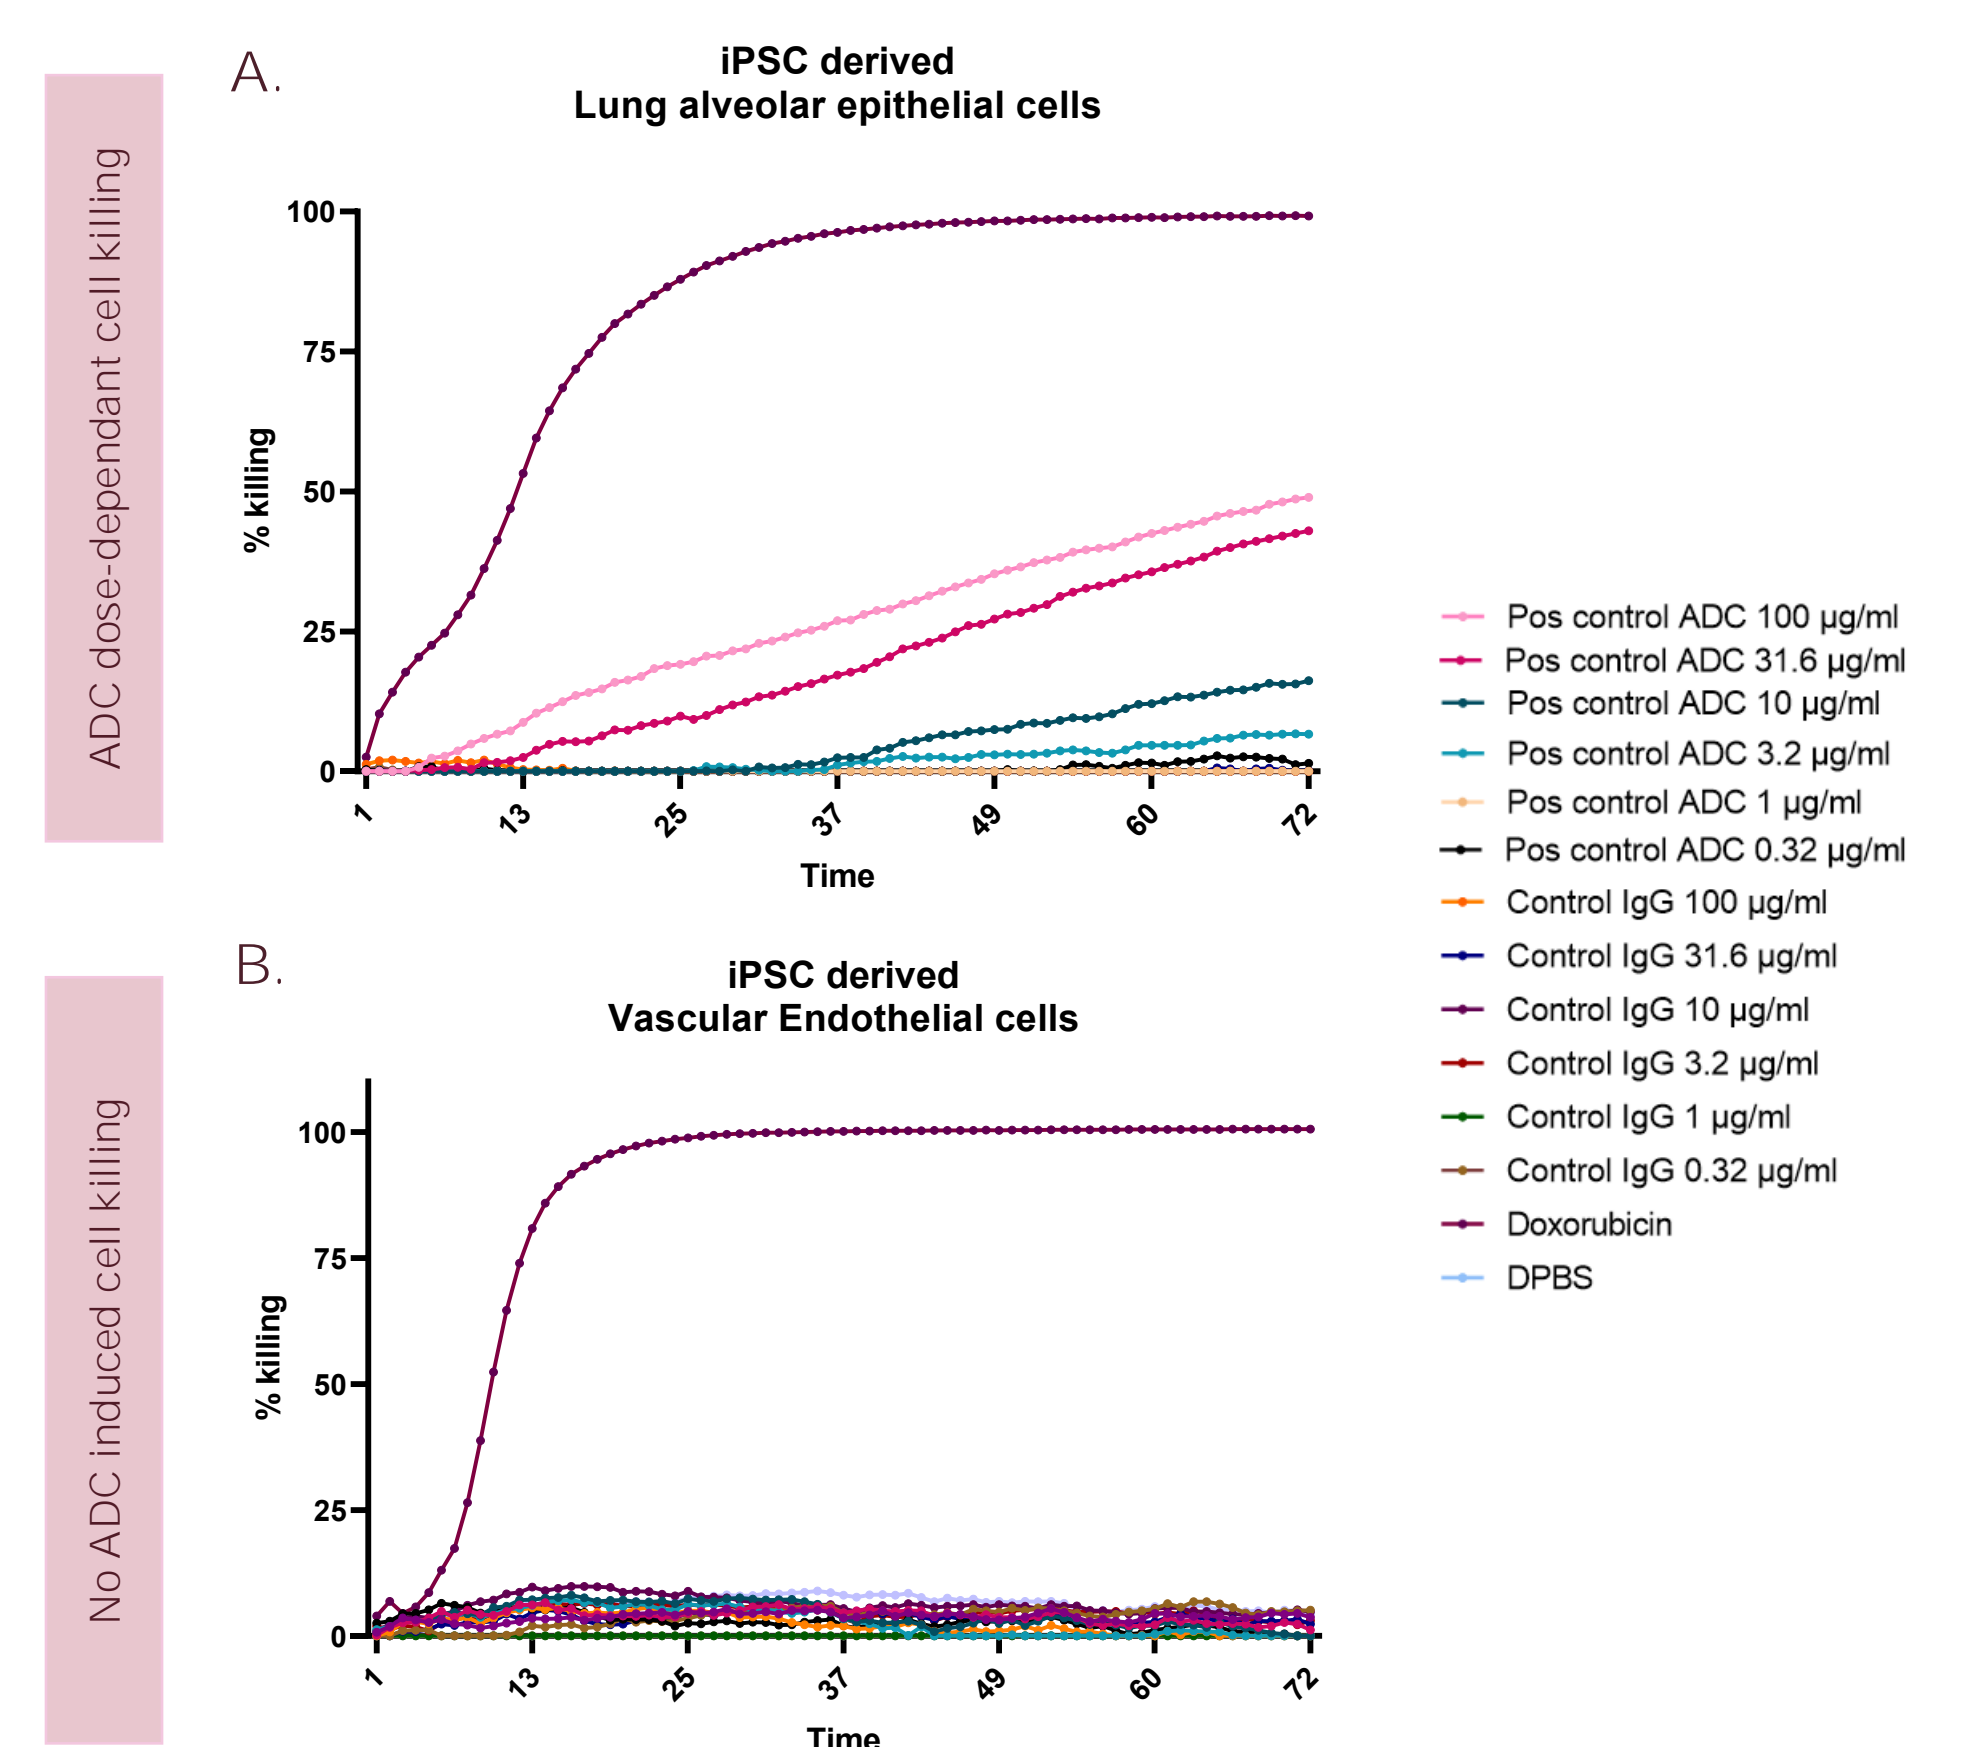 ADC dose-dependant cell killing
A.
iPSC derived
Lung alveolar epithelial cells
% killing
100
75
50
25
0
1
13
25
37
49
60
72
Time
No ADC induced cell killing
B.
iPSC derived
Vascular Endothelial cells
% killing
100
75
50
25
0
1
13
25
37
49
60
72
Time
Pos control ADC 100 µg/ml
Pos control ADC 31.6 µg/ml
Pos control ADC 10 µg/ml
Pos control ADC 3.2 µg/ml
Pos control ADC 1 µg/ml
Pos control ADC 0.32 µg/ml
Control IgG 100 µg/ml
Control IgG 31.6 µg/ml
Control IgG 10 µg/ml
Control IgG 3.2 µg/ml
Control IgG 1 µg/ml
Control IgG 0.32 µg/ml
Doxorubicin
DPBS